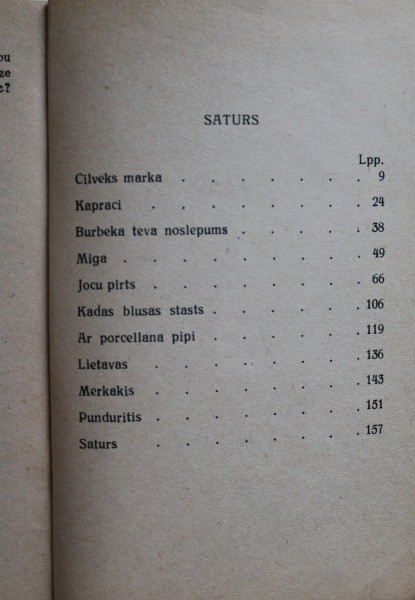 SATURS
Lpp.
Cilveks marka . . . . . . . 9
Kapraci . . . . . . . 24
Burbeka teva noslepums . . . . . 38
Miga . . . . . . . . 49
Jocu pirts . . . . . . . 66
Kadas blusas stasts . . . . . . 106
Ar porcellana pipi . . . . . . 119
Lietavas . . . . . . . 136
Merkakis . . . . . . . 143
Punduritis . . . . . . . 151
Saturs . . . . . . . 157